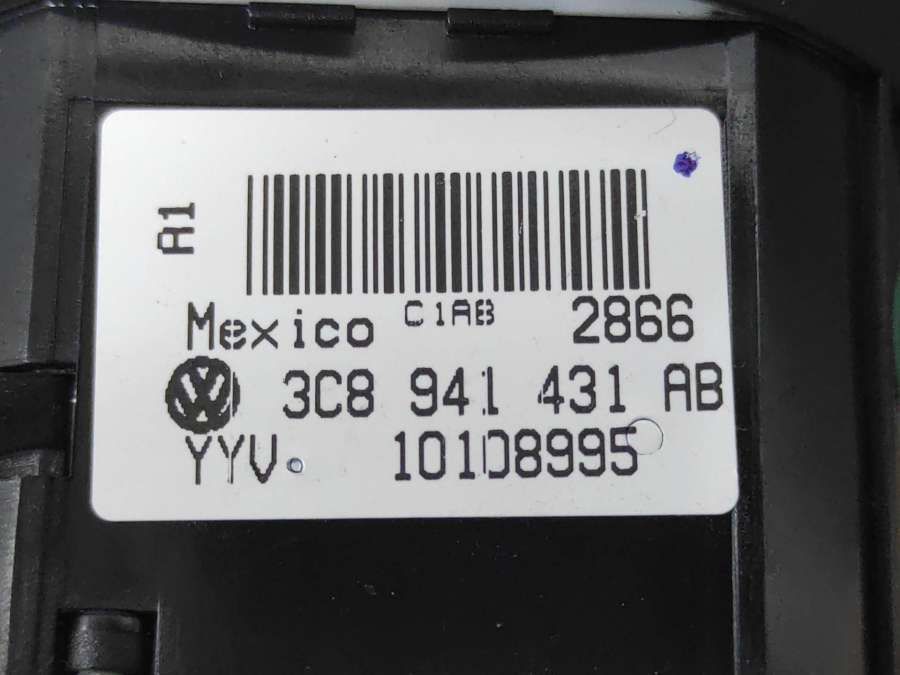 A1
Mexico C1AB 2866
3C8 941 431 AB
YYV 10108995